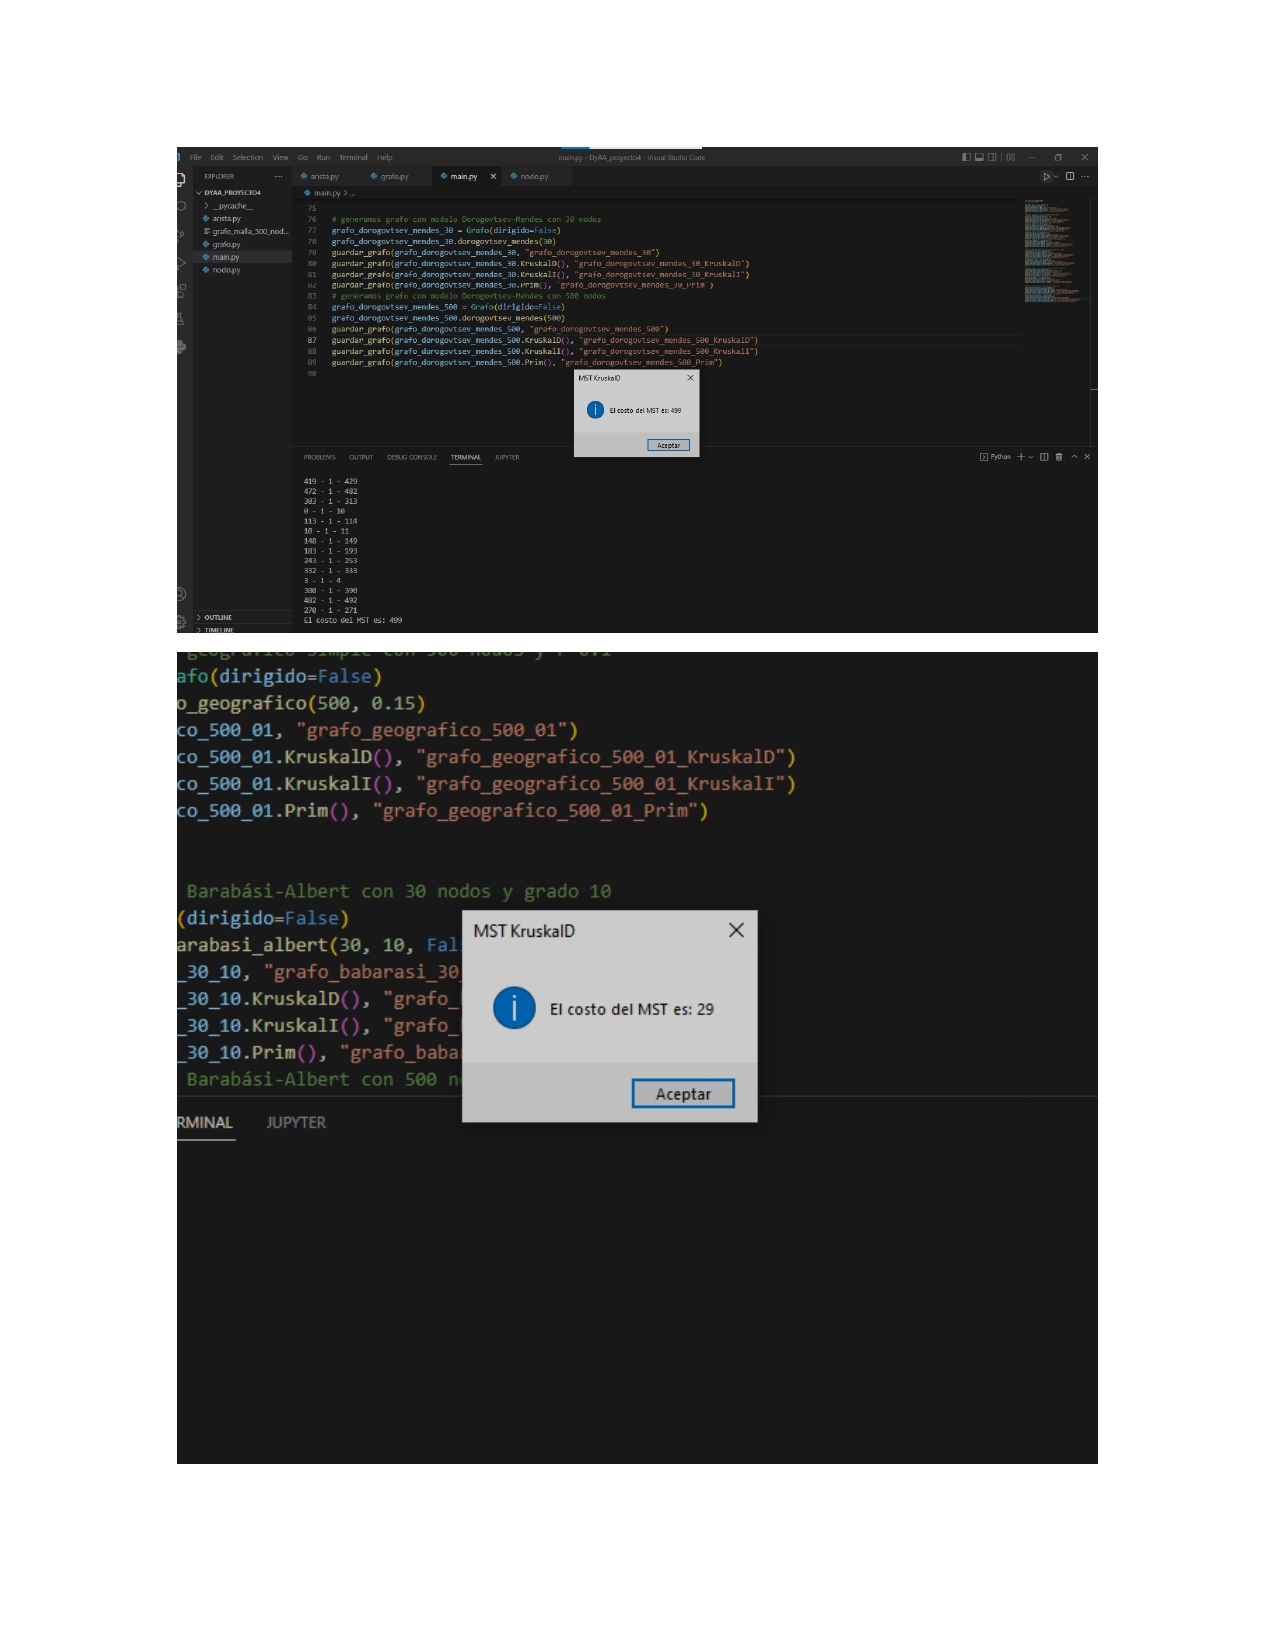 File Edit Selection View Go Run Terminal Help
main.py - DyAA_proyecto4 - Visual Studio Code
EXPLORER ...
arista.py grafo.py main.py nodo.py
DYAA_PROYECTO4
main.py > ...
__pycache__
arista.py
grafo_malla_500_nod...
grafo.py
main.py
nodo.py
75
76 # generamos grafo con modelo Dorogovtsev-Mendes con 30 nodos
77 grafo_dorogovtsev_mendes_30 = Grafo(dirigido=False)
78 grafo_dorogovtsev_mendes_30.dorogovtsev_mendes(30)
79 guardar_grafo(grafo_dorogovtsev_mendes_30, "grafo_dorogovtsev_mendes_30")
80 guardar_grafo(grafo_dorogovtsev_mendes_30.KruskalD(), "grafo_dorogovtsev_mendes_30_KruskalD")
81 guardar_grafo(grafo_dorogovtsev_mendes_30.KruskalI(), "grafo_dorogovtsev_mendes_30_KruskalI")
82 guardar_grafo(grafo_dorogovtsev_mendes_30.Prim(), "grafo_dorogovtsev_mendes_30_Prim")
83 # generamos grafo con modelo Dorogovtsev-Mendes con 500 nodos
84 grafo_dorogovtsev_mendes_500 = Grafo(dirigido=False)
85 grafo_dorogovtsev_mendes_500.dorogovtsev_mendes(500)
86 guardar_grafo(grafo_dorogovtsev_mendes_500, "grafo_dorogovtsev_mendes_500")
87 guardar_grafo(grafo_dorogovtsev_mendes_500.KruskalD(), "grafo_dorogovtsev_mendes_500_KruskalD")
88 guardar_grafo(grafo_dorogovtsev_mendes_500.KruskalI(), "grafo_dorogovtsev_mendes_500_KruskalI")
89 guardar_grafo(grafo_dorogovtsev_mendes_500.Prim(), "grafo_dorogovtsev_mendes_500_Prim")
90
MST KruskalD
El costo del MST es: 499
Aceptar
PROBLEMS OUTPUT DEBUG CONSOLE TERMINAL JUPYTER
Python
419 - 1 - 429
472 - 1 - 482
303 - 1 - 313
0 - 1 - 10
113 - 1 - 114
10 - 1 - 11
148 - 1 - 149
183 - 1 - 193
243 - 1 - 253
332 - 1 - 333
3 - 1 - 4
380 - 1 - 390
482 - 1 - 492
270 - 1 - 271
El costo del MST es: 499
OUTLINE
TIMELINE
geográfico simple con 500 nodos y
afo(dirigido=False)
o_geografico(500, 0.15)
co_500_01, "grafo_geografico_500_01")
co_500_01.KruskalD(), "grafo_geografico_500_01_KruskalD")
co_500_01.KruskalI(), "grafo_geografico_500_01_KruskalI")
co_500_01.Prim(), "grafo_geografico_500_01_Prim")
Barabási-Albert con 30 nodos y grado 10
(dirigido=False)
arabasi_albert(30, 10, Fal
_30_10, "grafo_babarasi_30_
_30_10.KruskalD(), "grafo_
_30_10.KruskalI(), "grafo_
_30_10.Prim(), "grafo_baba
Barabási-Albert con 500 n
MST KruskalD
El costo del MST es: 29
Aceptar
RMINAL JUPYTER